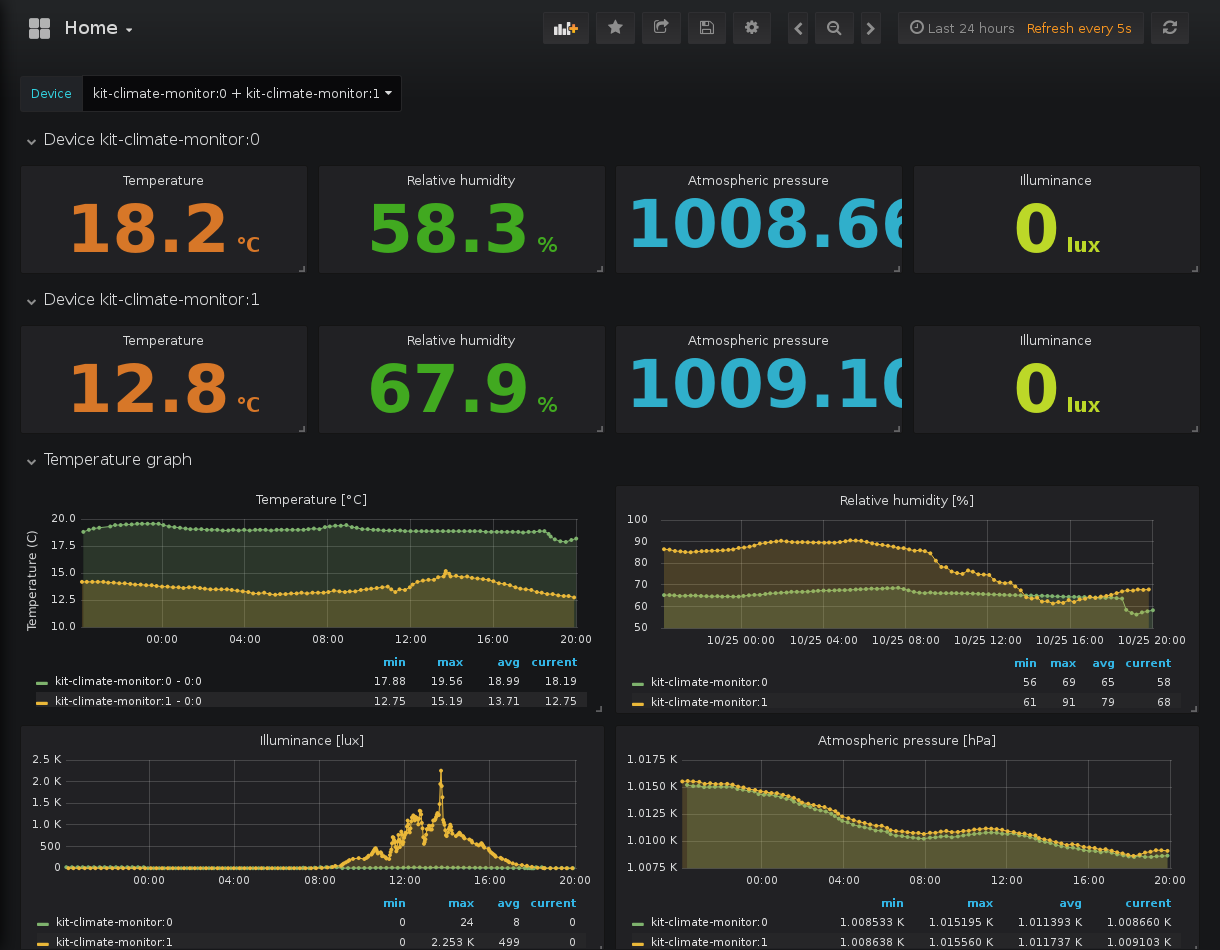 Home
Last 24 hours Refresh every 5s
Device kit-climate-monitor:0 + kit-climate-monitor:1
Device kit-climate-monitor:0
Temperature Relative humidity Atmospheric pressure Illuminance
18.2 °C 58.3 % 1008.66 0 lux
Device kit-climate-monitor:1
Temperature Relative humidity Atmospheric pressure Illuminance
12.8 °C 67.9 % 1009.10 0 lux
Temperature graph
Temperature [°C]
Temperature (C)
20.0
17.5
15.0
12.5
10.0
00:00 04:00 08:00 12:00 16:00 20:00
min max avg current
kit-climate-monitor:0 - 0:0 17.88 19.56 18.99 18.19
kit-climate-monitor:1 - 0:0 12.75 15.19 13.71 12.75
Relative humidity [%]
100
90
80
70
60
50
10/25 00:00 10/25 04:00 10/25 08:00 10/25 12:00 10/25 16:00 10/25 20:00
min max avg current
kit-climate-monitor:0 56 69 65 58
kit-climate-monitor:1 61 91 79 68
Illuminance [lux]
2.5 K
2.0 K
1.5 K
1.0 K
500
0
00:00 04:00 08:00 12:00 16:00 20:00
min max avg current
kit-climate-monitor:0 0 24 8 0
kit-climate-monitor:1 0 2.253 K 499 0
Atmospheric pressure [hPa]
1.0175 K
1.0150 K
1.0125 K
1.0100 K
1.0075 K
00:00 04:00 08:00 12:00 16:00 20:00
min max avg current
kit-climate-monitor:0 1.008533 K 1.015195 K 1.011393 K 1.008660 K
kit-climate-monitor:1 1.008638 K 1.015560 K 1.011737 K 1.009103 K